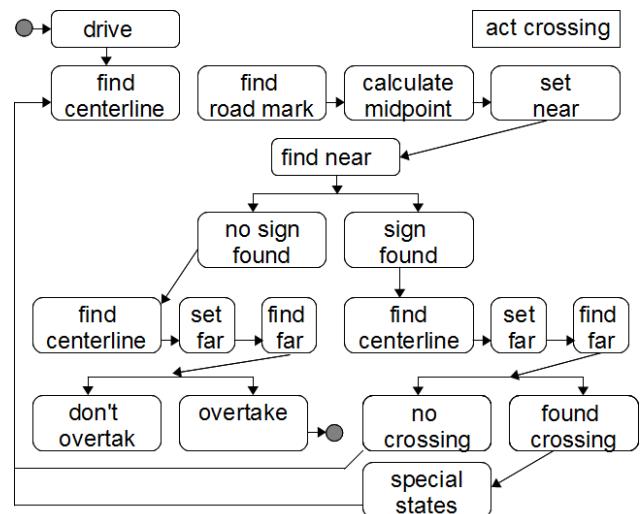 drive
act crossing
find
centerline
find
road mark
calculate
midpoint
set
near
find near
no sign
found
sign
found
find
centerline
set
far
find
far
find
centerline
set
far
find
far
don't
overtak
overtake
no
crossing
found
crossing
special
states